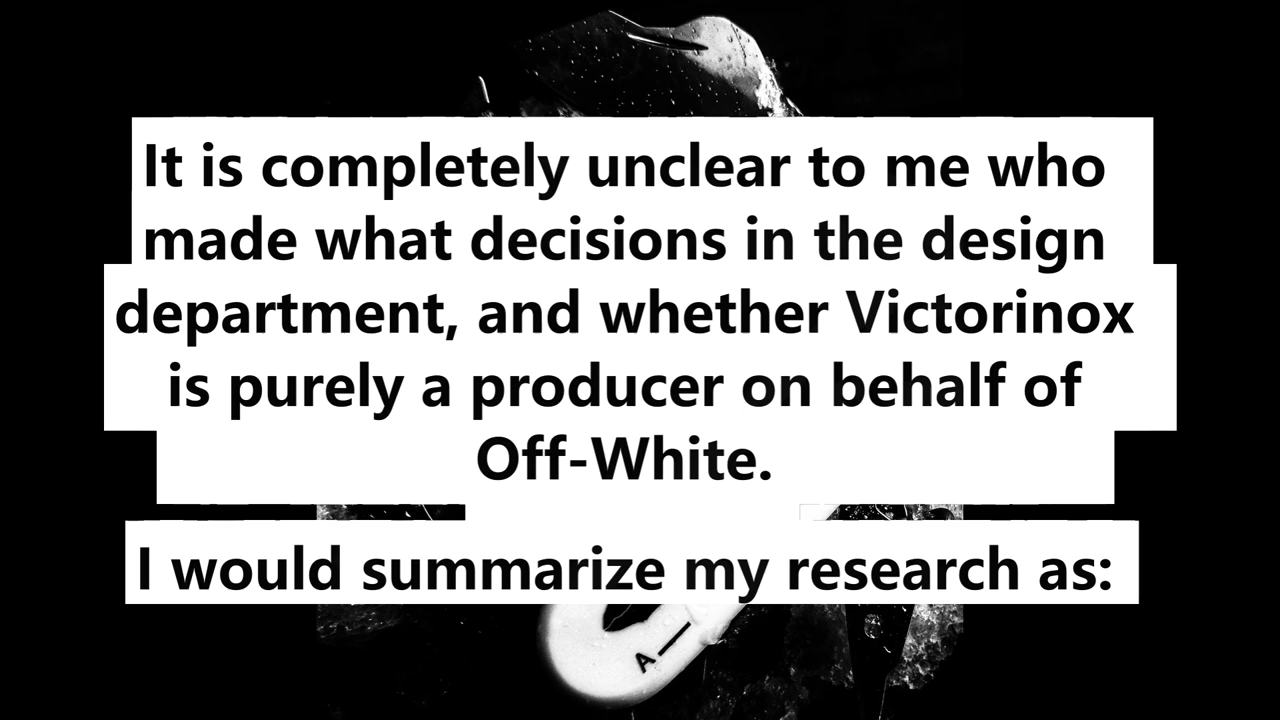 It is completely unclear to me who
made what decisions in the design
department, and whether Victorinox
is purely a producer on behalf of
Off-White.
I would summarize my research as:
A